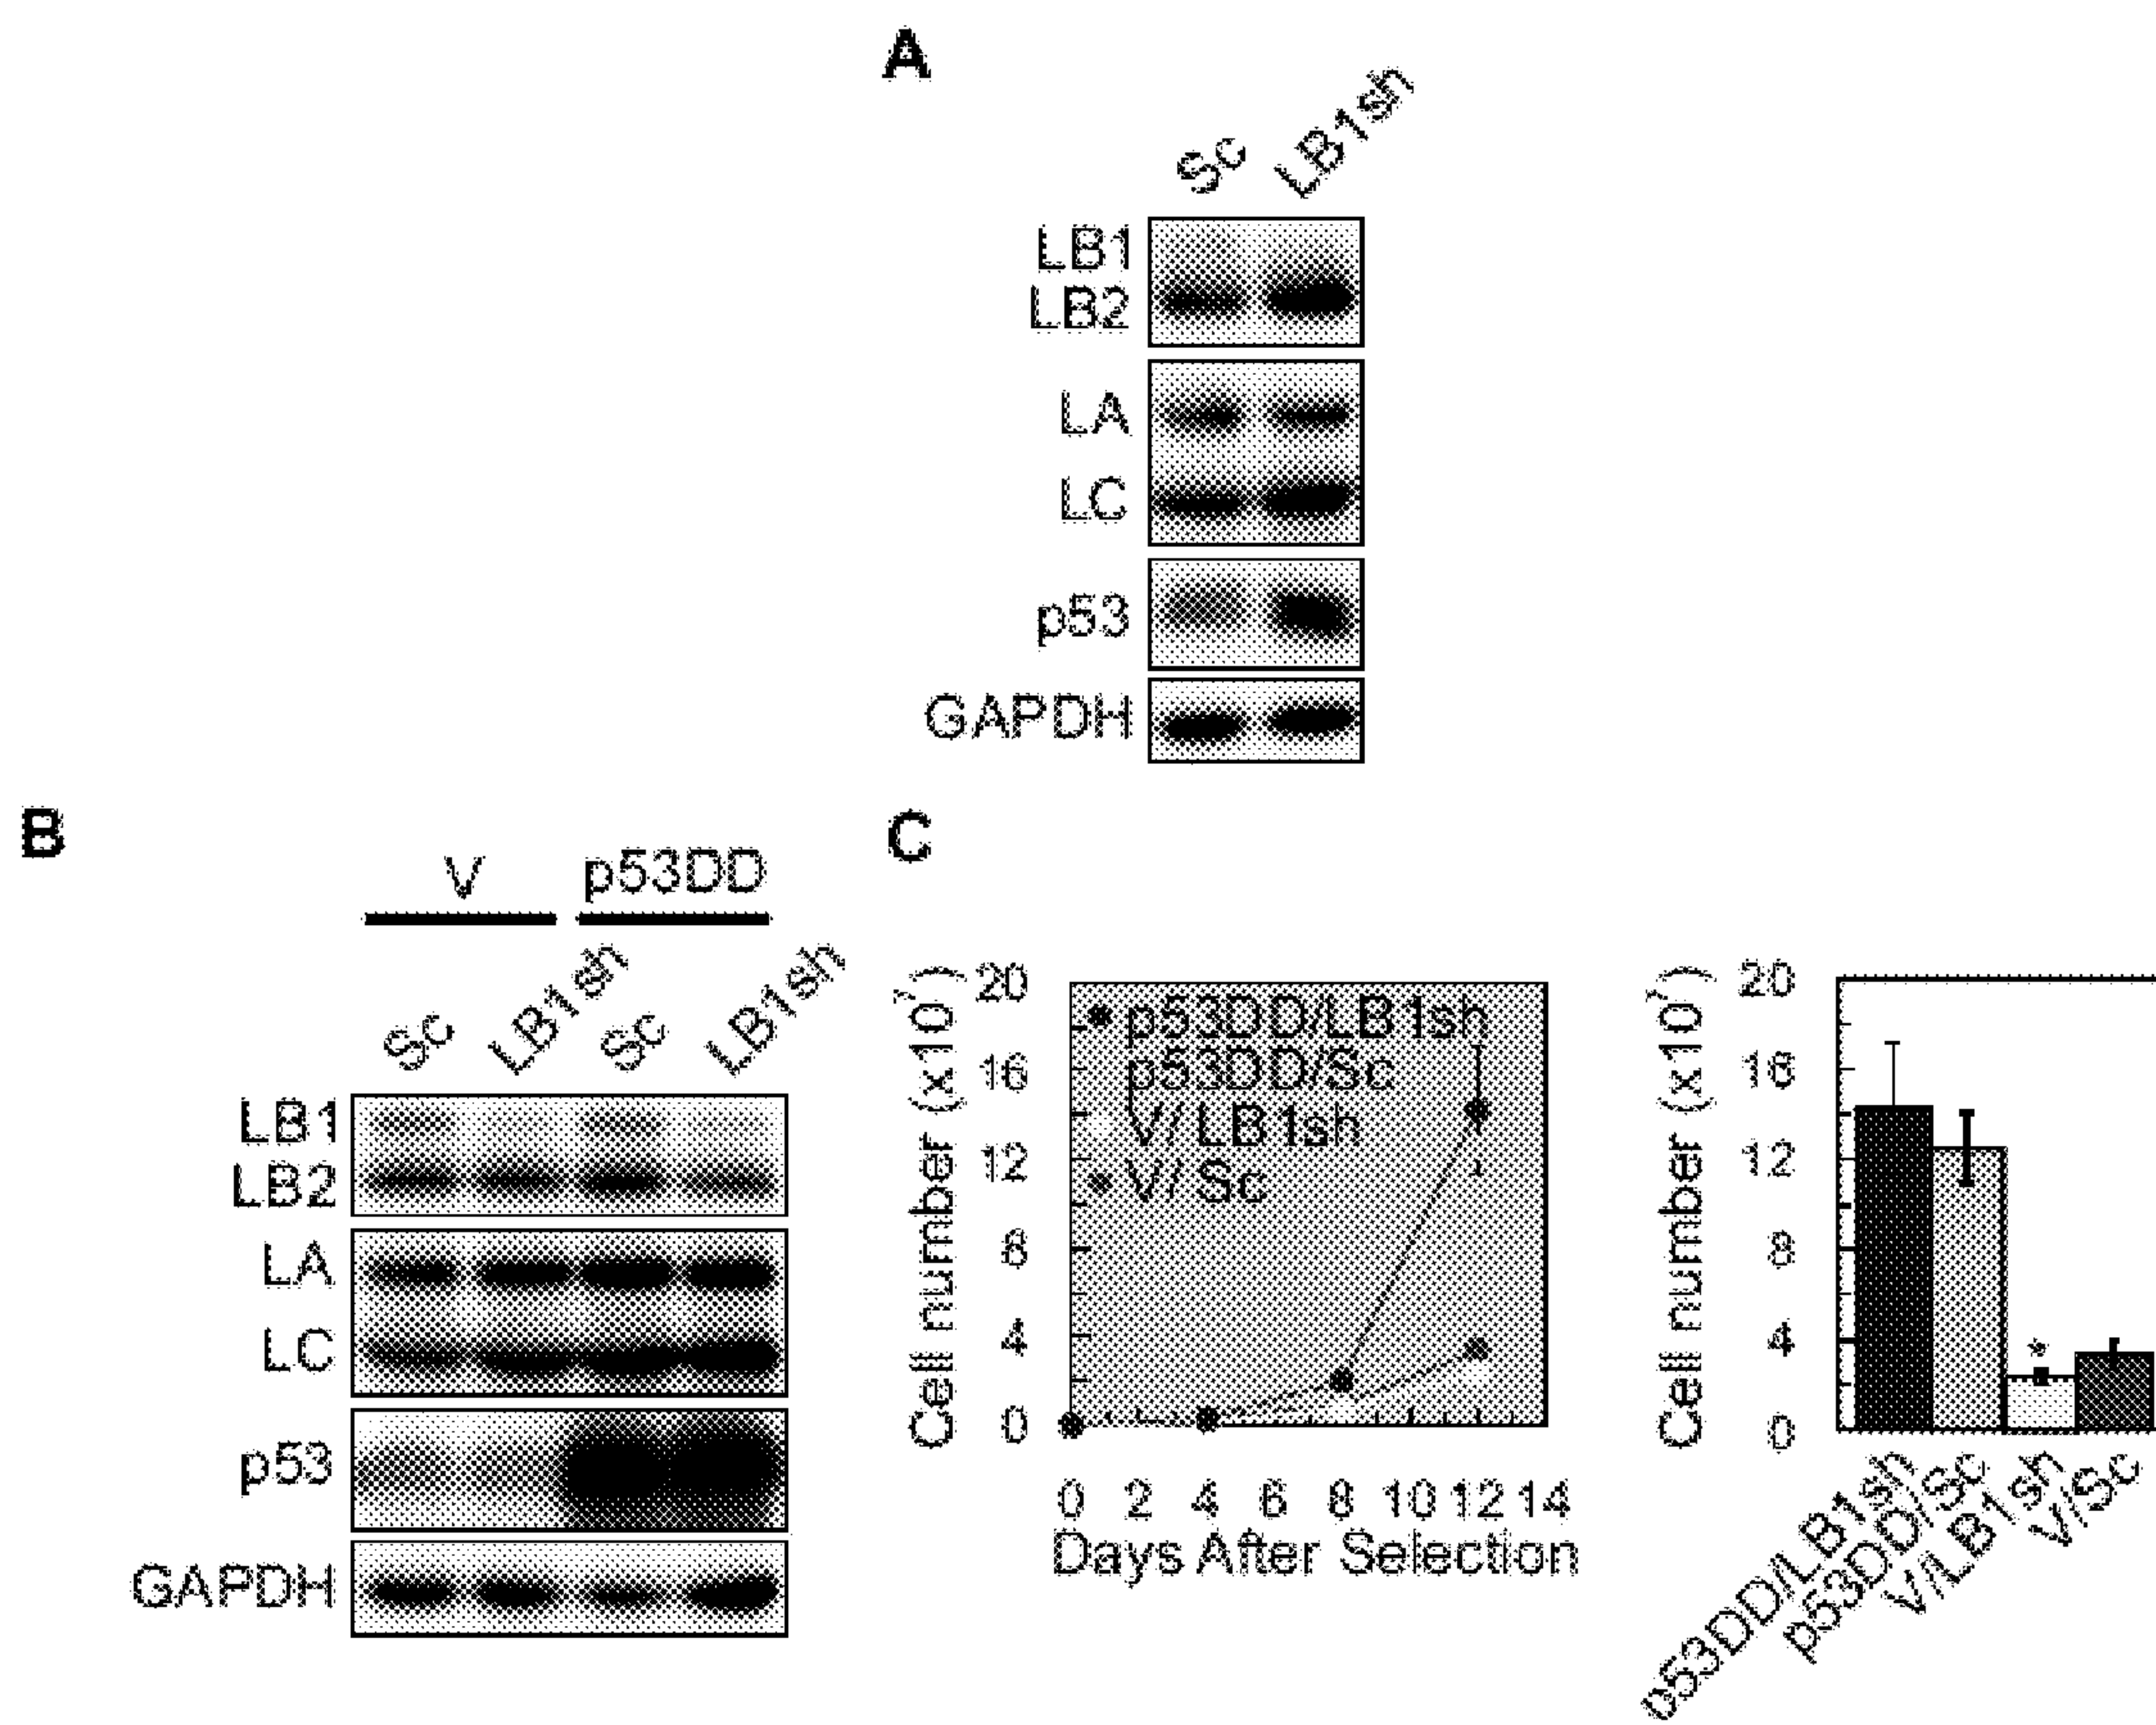 A
Sc LB1sh
LB1
LB2
LA
LC
p53
GAPDH
B
V p53DD
Sc LB1sh Sc LB1sh
LB1
LB2
LA
LC
p53
GAPDH
C
Cell number (x10⁷)
20
16
12
8
4
0
p53DD/LB1sh
p53DD/Sc
V/ LB1sh
V/ Sc
0 2 4 6 8 10 12 14
Days After Selection
Cell number (x10⁷)
20
16
12
8
4
0
*
p53DD/LB1sh
p53DD/Sc
V/LB1sh
V/Sc